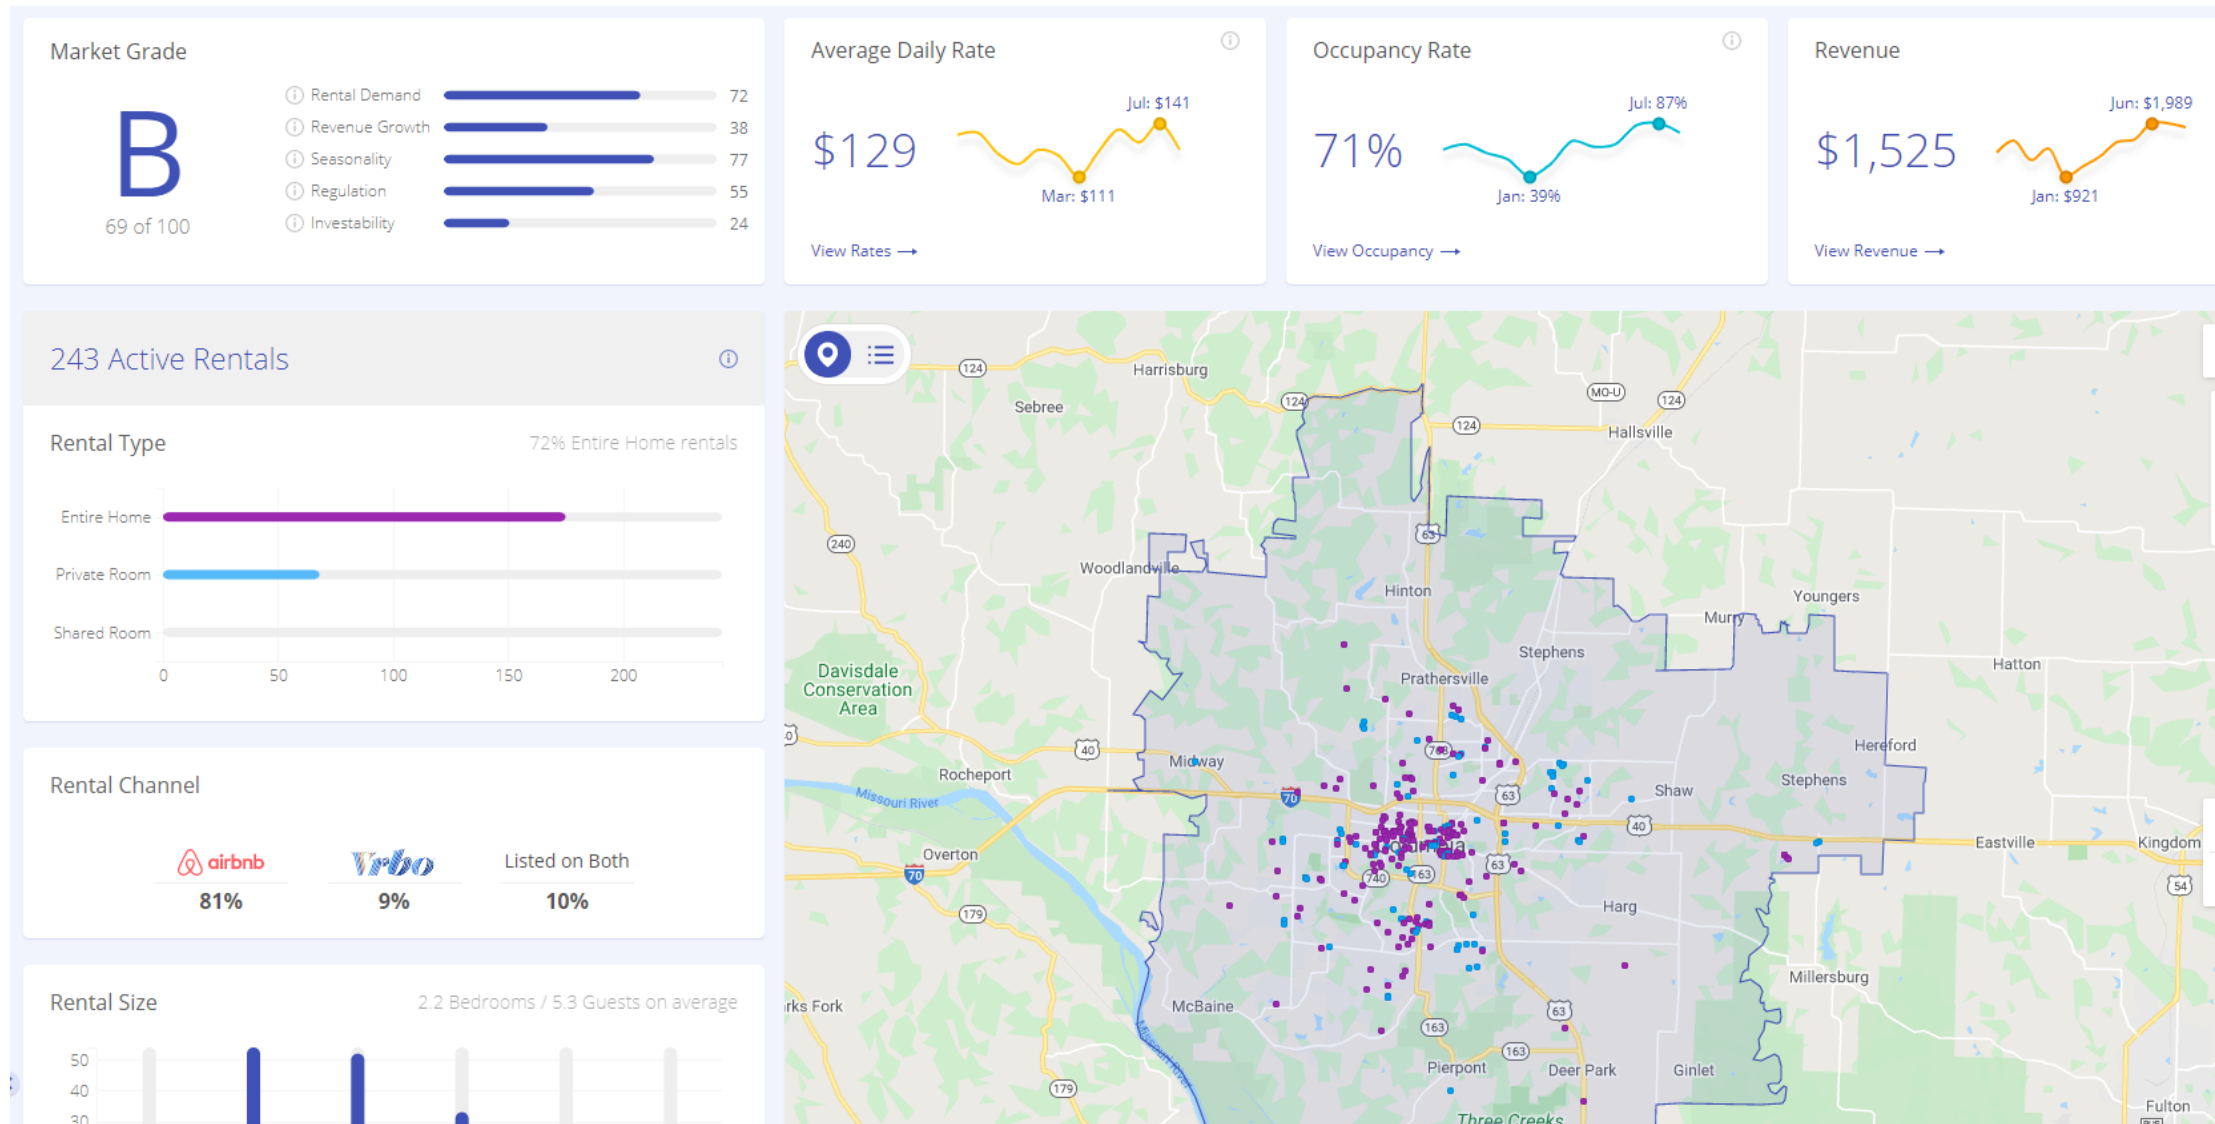 Market Grade
B
69 of 100
Rental Demand 72
Revenue Growth 38
Seasonality 77
Regulation 55
Investability 24
Average Daily Rate
$129
Jul: $141
Mar: $111
View Rates →
Occupancy Rate
71%
Jul: 87%
Jan: 39%
View Occupancy →
Revenue
$1,525
Jun: $1,989
Jan: $921
View Revenue →
243 Active Rentals
Rental Type
72% Entire Home rentals
Entire Home
Private Room
Shared Room
0 50 100 150 200
Rental Channel
airbnb
81%
Vrbo
9%
Listed on Both
10%
Rental Size
2.2 Bedrooms / 5.3 Guests on average
50
40
30
124
Harrisburg
Sebree
124
MO-U
124
124
Hallsville
240
63
Woodlandville
Hinton
Youngers
Murry
Stephens
Hatton
Davisdale
Conservation
Area
Prathersville
40
763
Hereford
Midway
Rocheport
Stephens
Missouri River
70
63
Shaw
40
Eastville
Kingdom
Overton
Columbia
70
63
740
163
54
179
Harg
Millersburg
rks Fork
McBaine
63
163
Missouri River
163
Pierpont
Deer Park
Ginlet
179
Three Creeks
Fulton